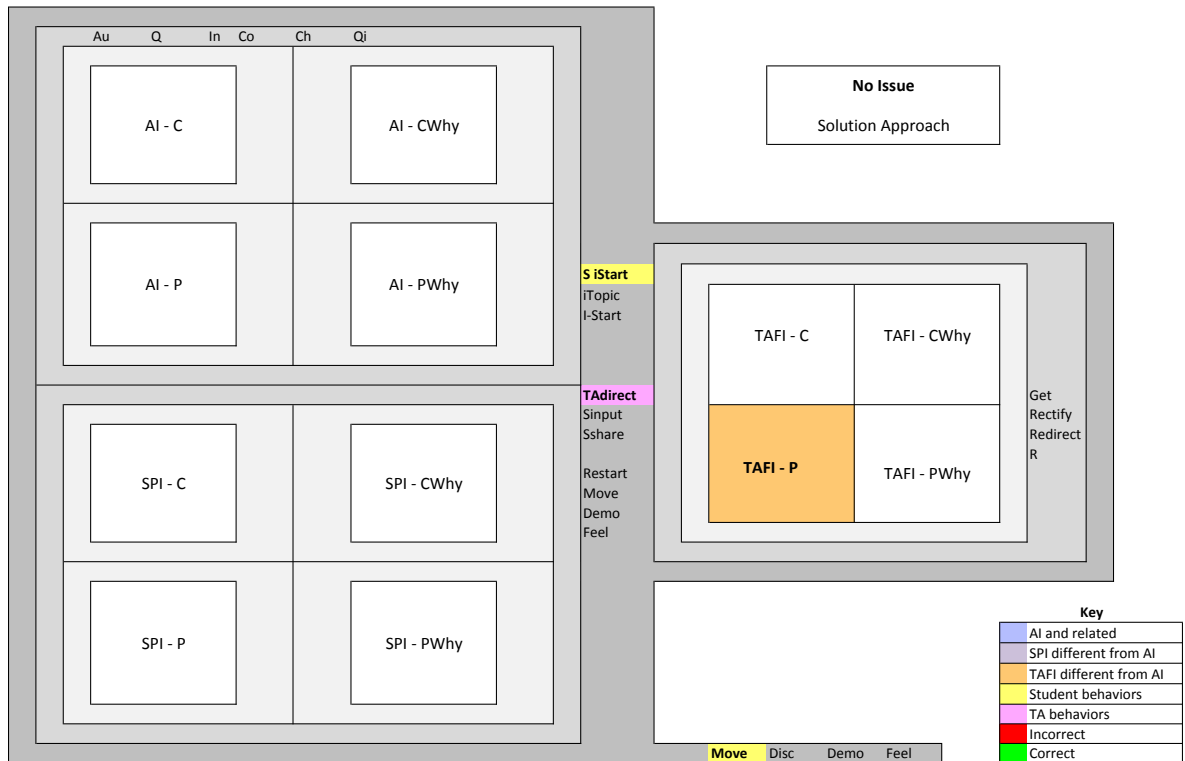 Au Q In Co Ch Qi
AI - C
AI - CWhy
No Issue
Solution Approach
AI - P
AI - PWhy
S iStart
iTopic
I-Start
TAdirect
Sinput
Sshare
Restart
Move
Demo
Feel
TAFI - C
TAFI - CWhy
TAFI - P
TAFI - PWhy
Get
Rectify
Redirect
R
SPI - C
SPI - CWhy
SPI - P
SPI - PWhy
Move Disc Demo Feel
Key
AI and related
SPI different from AI
TAFI different from AI
Student behaviors
TA behaviors
Incorrect
Correct